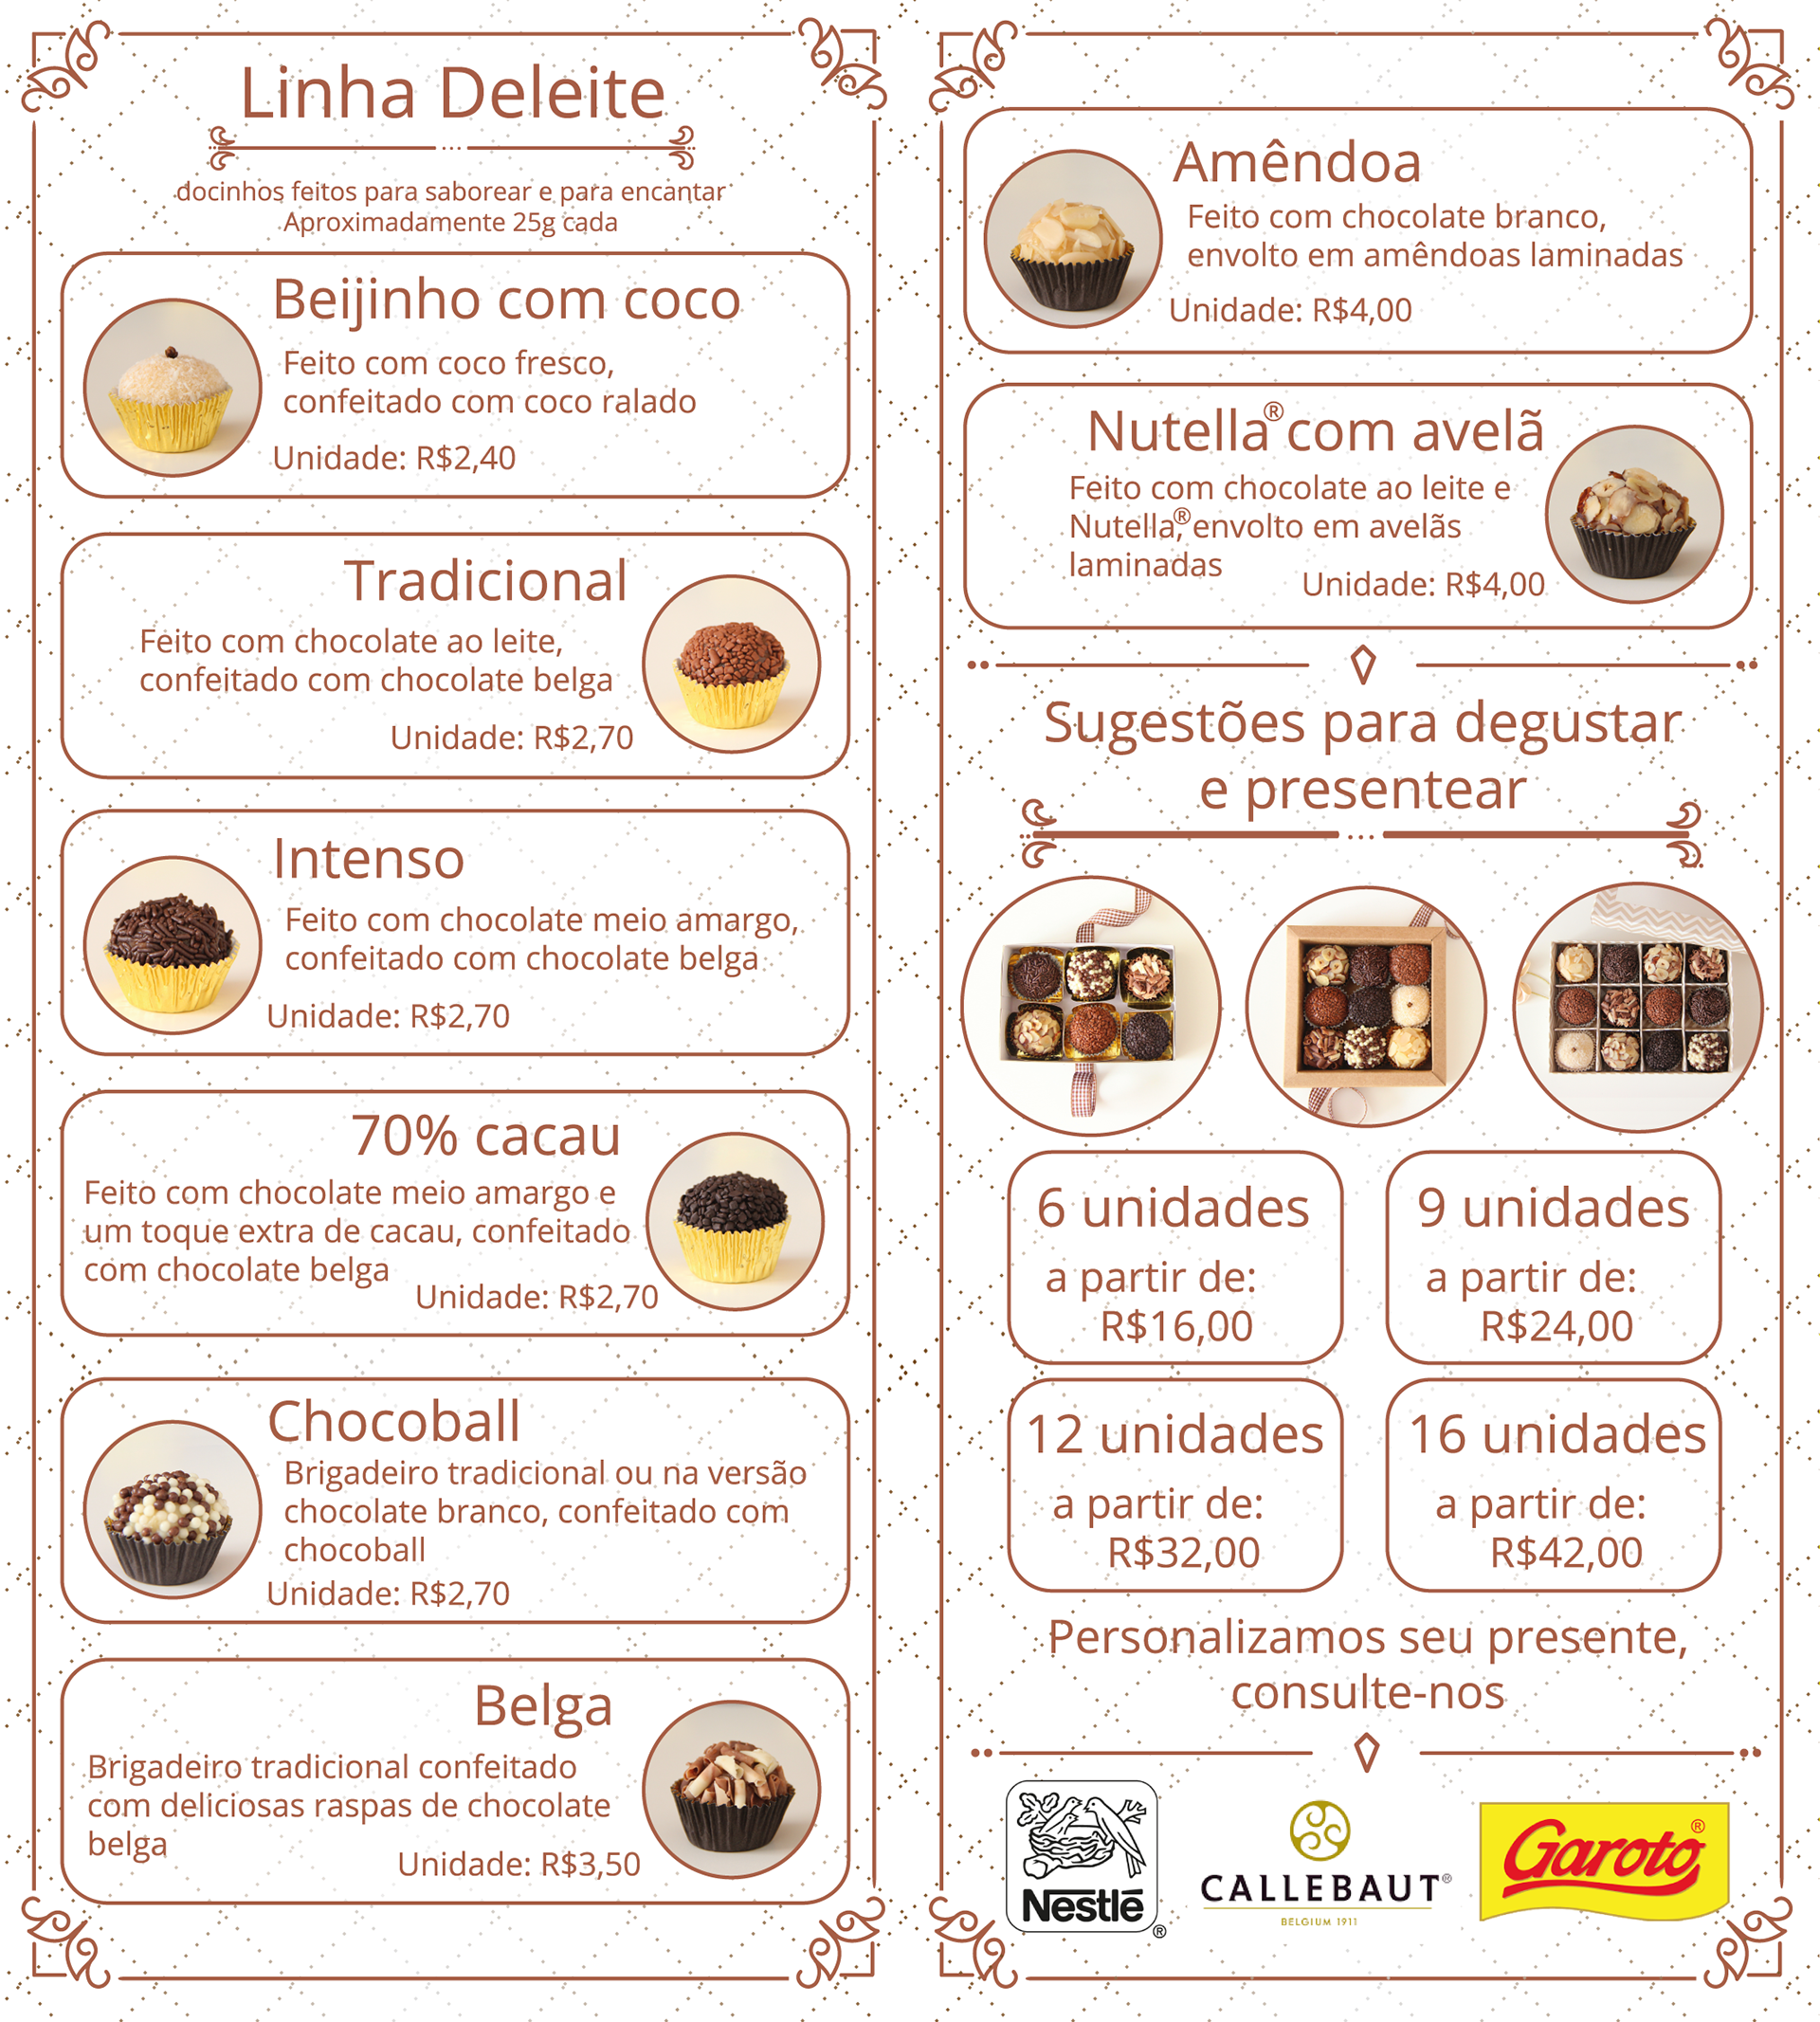 Linha Deleite
docinhos feitos para saborear e para encantar
Aproximadamente 25g cada
Beijinho com coco
Feito com coco fresco,
confeitado com coco ralado
Unidade: R$2,40
Tradicional
Feito com chocolate ao leite,
confeitado com chocolate belga
Unidade: R$2,70
Intenso
Feito com chocolate meio amargo,
confeitado com chocolate belga
Unidade: R$2,70
70% cacau
Feito com chocolate meio amargo e
um toque extra de cacau, confeitado
com chocolate belga
Unidade: R$2,70
Chocoball
Brigadeiro tradicional ou na versão
chocolate branco, confeitado com
chocoball
Unidade: R$2,70
Belga
Brigadeiro tradicional confeitado
com deliciosas raspas de chocolate
belga
Unidade: R$3,50
Amêndoa
Feito com chocolate branco,
envolto em amêndoas laminadas
Unidade: R$4,00
Nutella® com avelã
Feito com chocolate ao leite e
Nutella®, envolto em avelãs
laminadas
Unidade: R$4,00
Sugestões para degustar
e presentear
6 unidades
a partir de:
R$16,00
9 unidades
a partir de:
R$24,00
12 unidades
a partir de:
R$32,00
16 unidades
a partir de:
R$42,00
Personalizamos seu presente,
consulte-nos
Nestlé®
CALLEBAUT®
BELGIUM 1911
Garoto®